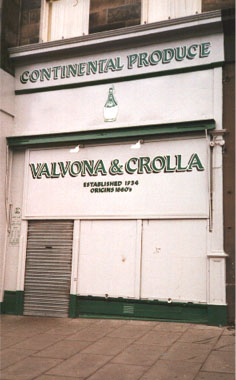 CONTINENTAL PRODUCE
VALVONA & CROLLA
ESTABLISHED 1934
ORIGINS 1860's